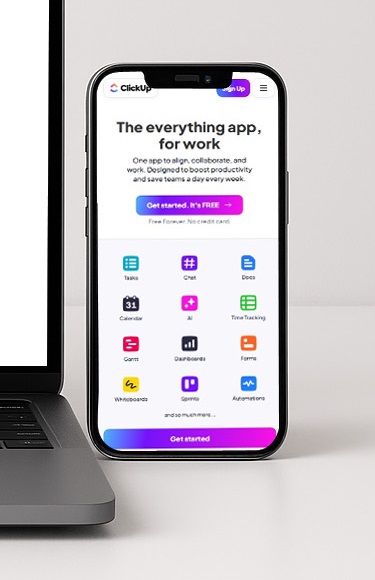 ClickUp
Sign Up
The everything app,
for work
One app to align, collaborate, and
work. Designed to boost productivity
and save teams a day every week.
Get started. It's FREE →
Free Forever. No credit card.
Tasks
Chat
Docs
31
Calendar
AI
Time Tracking
Gantt
Dashboards
Forms
Whiteboards
Sprints
Automations
and so much more...
Get started